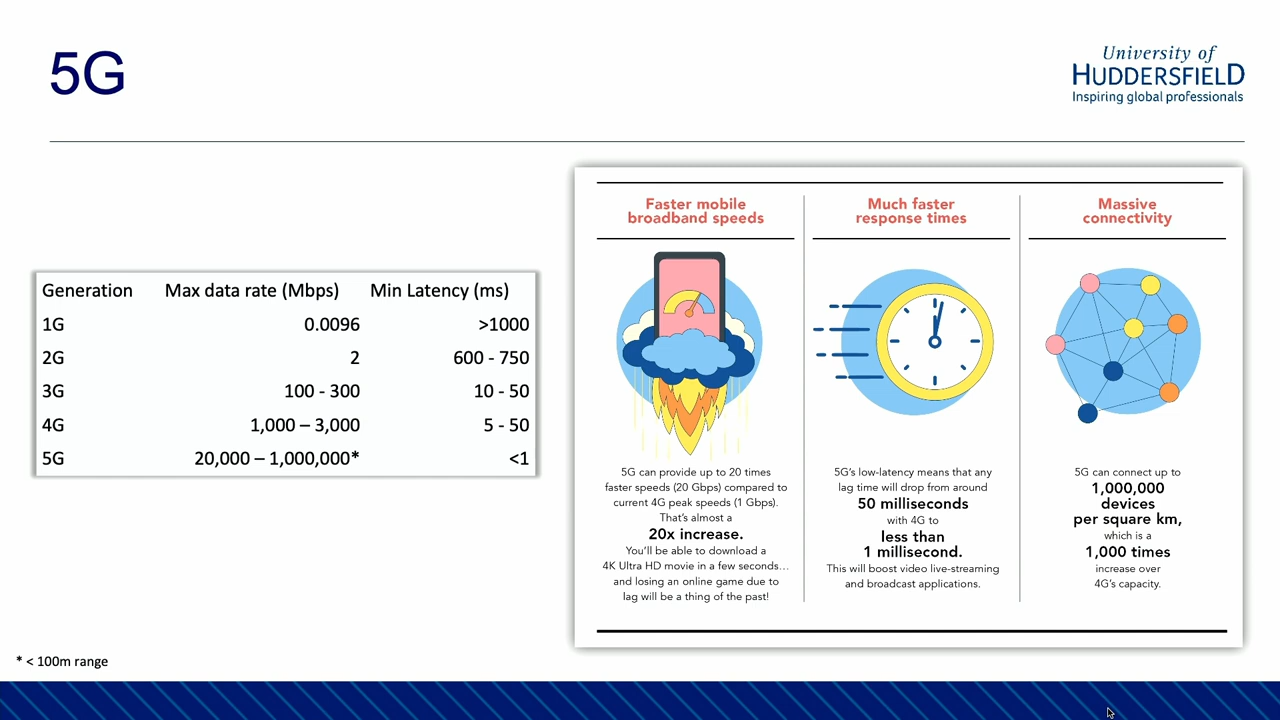 5G
University of
HUDDERSFIELD
Inspiring global professionals
Generation Max data rate (Mbps) Min Latency (ms)
1G 0.0096 >1000
2G 2 600 - 750
3G 100 - 300 10 - 50
4G 1,000 – 3,000 5 - 50
5G 20,000 – 1,000,000* <1
Faster mobile
broadband speeds
5G can provide up to 20 times
faster speeds (20 Gbps) compared to
current 4G peak speeds (1 Gbps).
That's almost a
20x increase.
You'll be able to download a
4K Ultra HD movie in a few seconds…
and losing an online game due to
lag will be a thing of the past!
Much faster
response times
5G's low-latency means that any
lag time will drop from around
50 milliseconds
with 4G to
less than
1 millisecond.
This will boost video live-streaming
and broadcast applications.
Massive
connectivity
5G can connect up to
1,000,000
devices
per square km,
which is a
1,000 times
increase over
4G's capacity.
* < 100m range